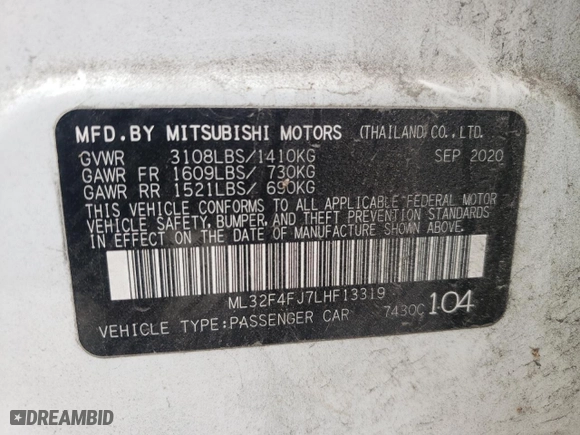 MFD.BY MITSUBISHI MOTORS (THAILAND CO.,LTD.
GVWR 3108LBS/1410KG SEP 2020
GAWR FR 1609LBS/ 730KG
GAWR RR 1521LBS/ 690KG
THIS VEHICLE CONFORMS TO ALL APPLICABLE FEDERAL MOTOR
VEHICLE SAFETY, BUMPER, AND THEFT PREVENTION STANDARDS
IN EFFECT ON THE DATE OF MANUFACTURE SHOWN ABOVE.
ML32F4FJ7LHF13319
VEHICLE TYPE:PASSENGER CAR 7430C 104
DREAMBID